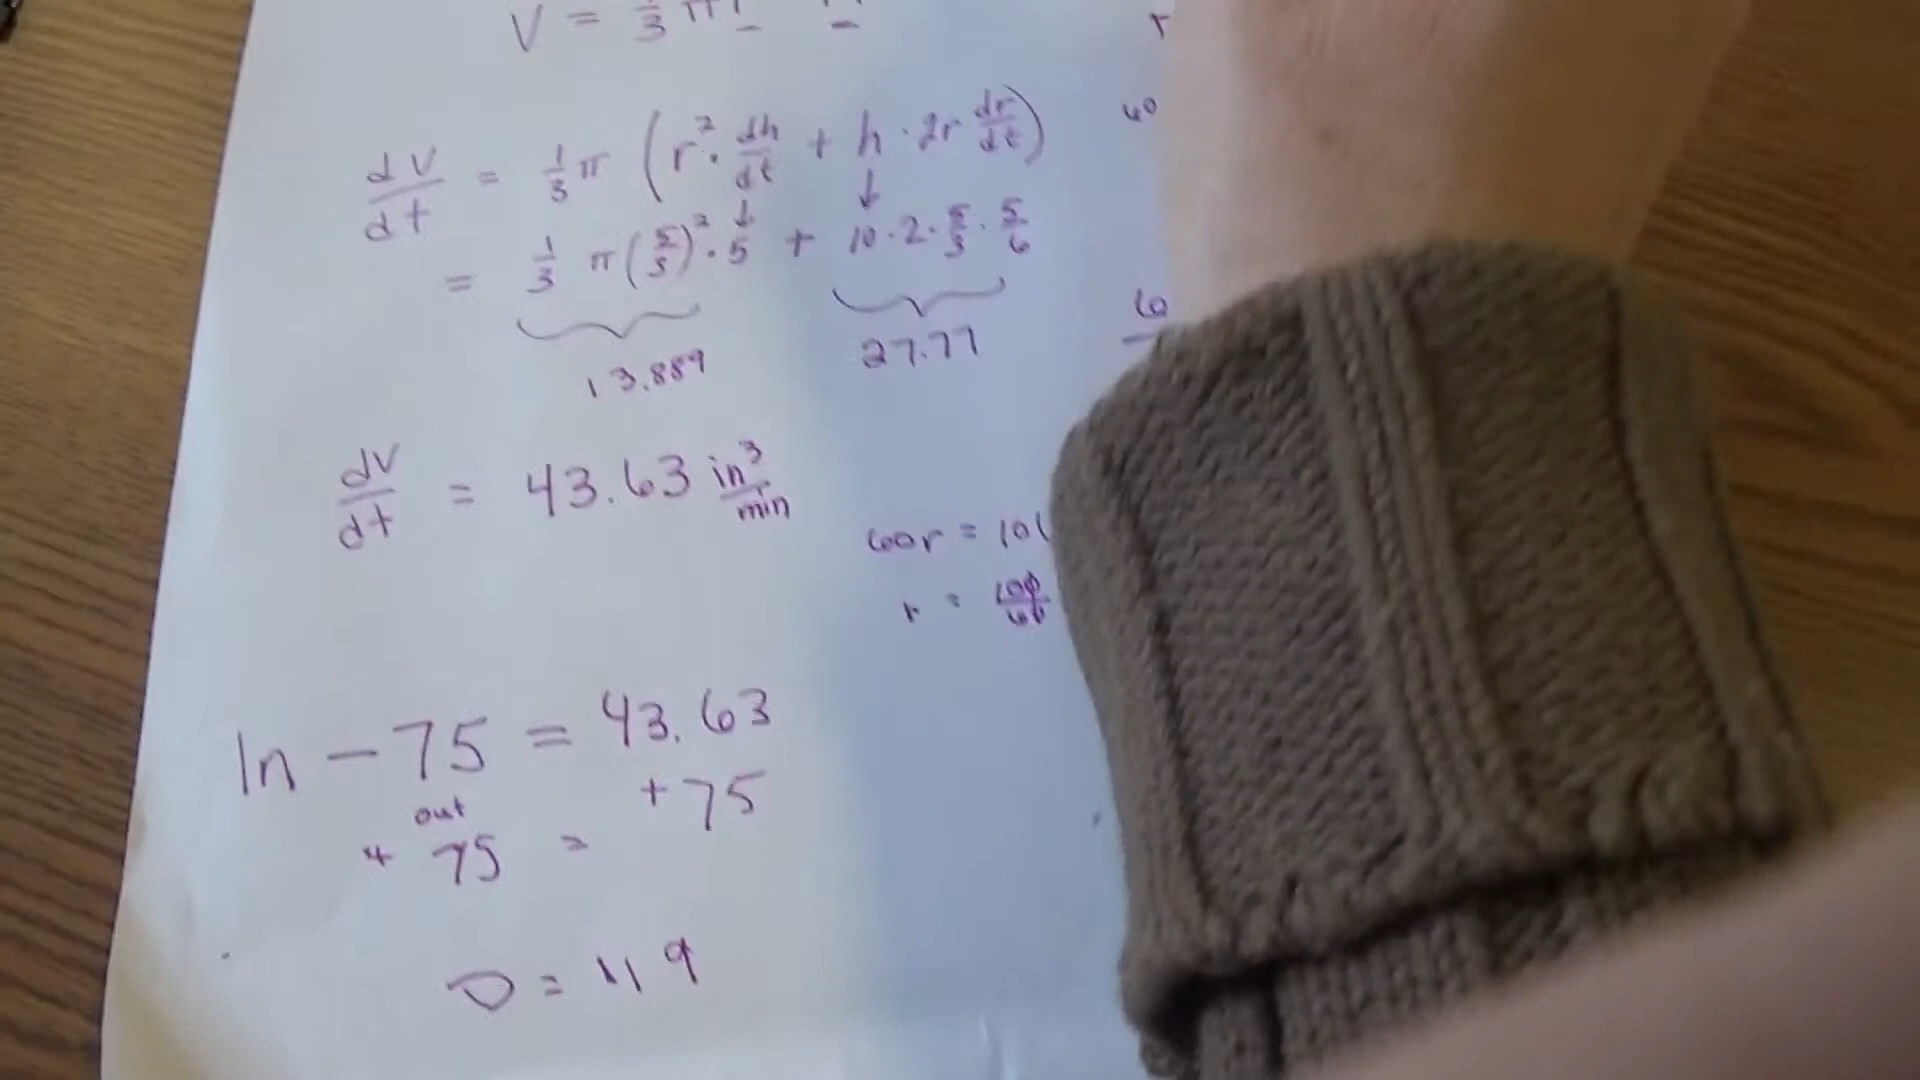 V = 1/3 π
dV/dt = 1/3 π (r² · dh/dt + h · 2r dr/dt)
= 1/3 π (5/3)² · 5 + 10 · 2 · 5/3 · 5/6
13.889 27.77
dV/dt = 43.63 in³/min
60r = 10
r =
In - 75 = 43.63
out
+ 75 = + 75
= 119